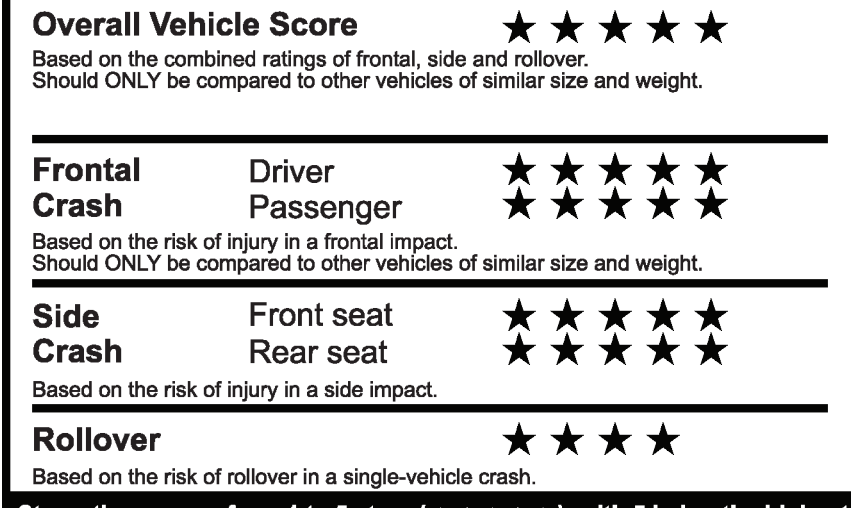 Overall Vehicle Score ★ ★ ★ ★ ★
Based on the combined ratings of frontal, side and rollover.
Should ONLY be compared to other vehicles of similar size and weight.
Frontal Driver ★ ★ ★ ★ ★
Crash Passenger ★ ★ ★ ★ ★
Based on the risk of injury in a frontal impact.
Should ONLY be compared to other vehicles of similar size and weight.
Side Front seat ★ ★ ★ ★ ★
Crash Rear seat ★ ★ ★ ★ ★
Based on the risk of injury in a side impact.
Rollover ★ ★ ★ ★
Based on the risk of rollover in a single-vehicle crash.